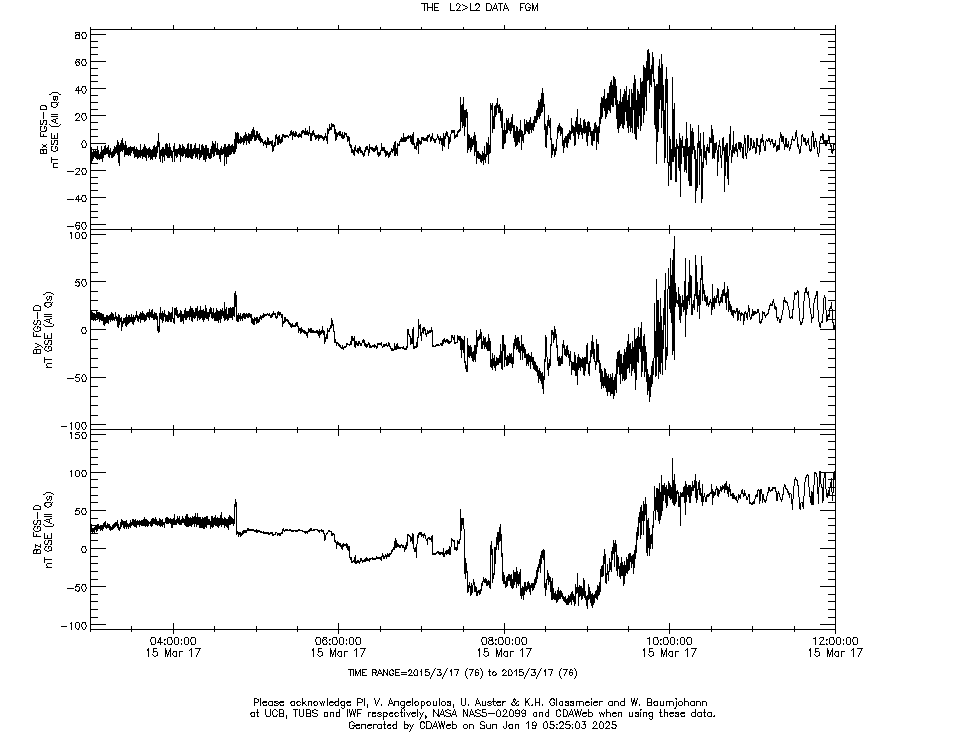 THE L2>L2 DATA FGM
80
60
40
20
0
-20
-40
-60
Bx FGS-D
nT GSE (All Qs)
100
50
0
-50
-100
By FGS-D
nT GSE (All Qs)
150
100
50
0
-50
-100
Bz FGS-D
nT GSE (All Qs)
04:00:00 06:00:00 08:00:00 10:00:00 12:00:00
15 Mar 17 15 Mar 17 15 Mar 17 15 Mar 17 15 Mar 17
TIME RANGE=2015/3/17 (76) to 2015/3/17 (76)
Please acknowledge PI, V. Angelopoulos, U. Auster & K.H. Glassmeier and W. Baumjohann
at UCB, TUBS and IWF respectively, NASA NAS5-02099 and CDAWeb when using these data.
Generated by CDAWeb on Sun Jan 19 05:25:03 2025